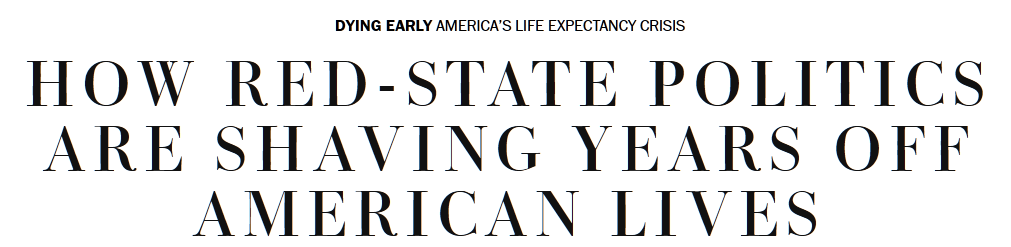 DYING EARLY AMERICA'S LIFE EXPECTANCY CRISIS
HOW RED-STATE POLITICS
ARE SHAVING YEARS OFF
AMERICAN LIVES